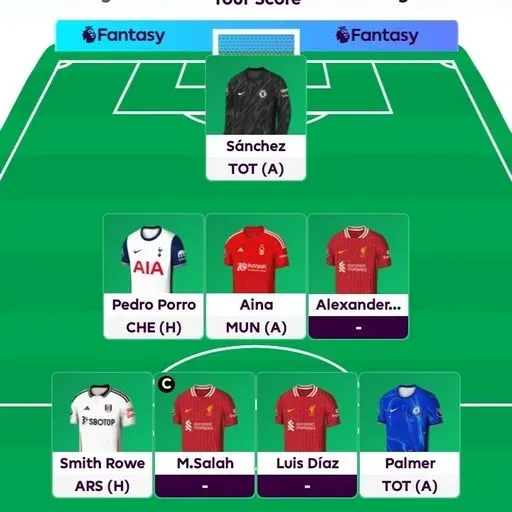 Your Score
Fantasy
Fantasy
Sánchez
TOT (A)
AIA
Pedro Porro
CHE (H)
Aina
MUN (A)
Alexander...
-
SBOTOP
Smith Rowe
ARS (H)
C
M.Salah
-
Luis Díaz
-
Palmer
TOT (A)